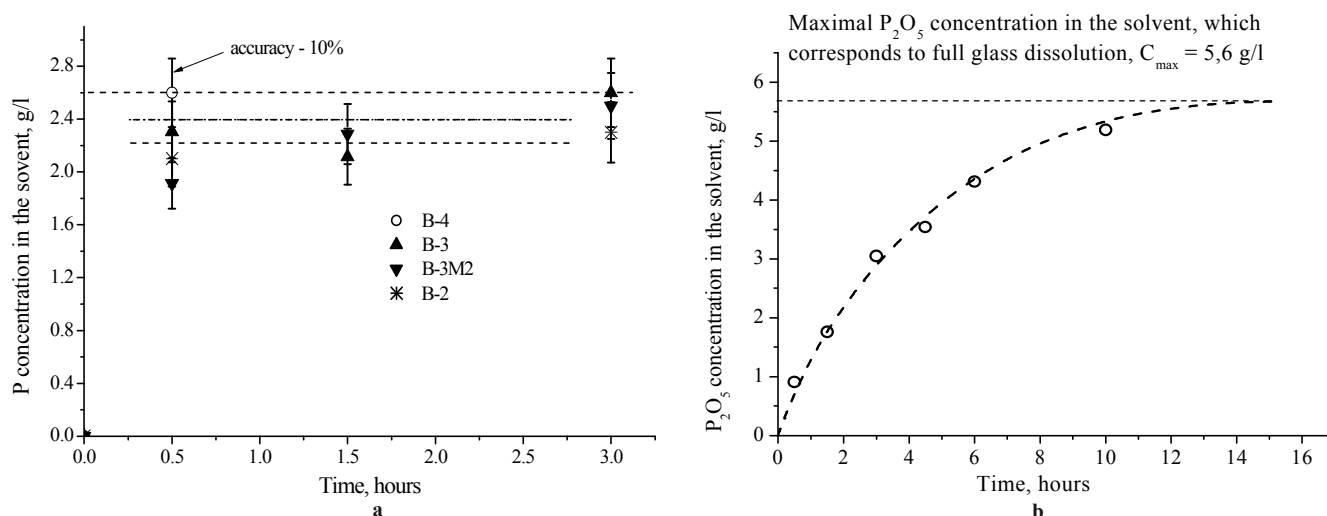 a
accuracy - 10%
2.8
2.4
2.0
1.6
1.2
0.8
0.4
0.0
P concentration in the sovent, g/l
B-4
B-3
B-3M2
B-2
0.0 0.5 1.0 1.5 2.0 2.5 3.0
Time, hours
a
b
Maximal P₂O₅ concentration in the solvent, which
corresponds to full glass dissolution, C_max = 5,6 g/l
6
5
4
3
2
1
0
P₂O₅ concentration in the solvent, g/l
0 2 4 6 8 10 12 14 16
Time, hours
b